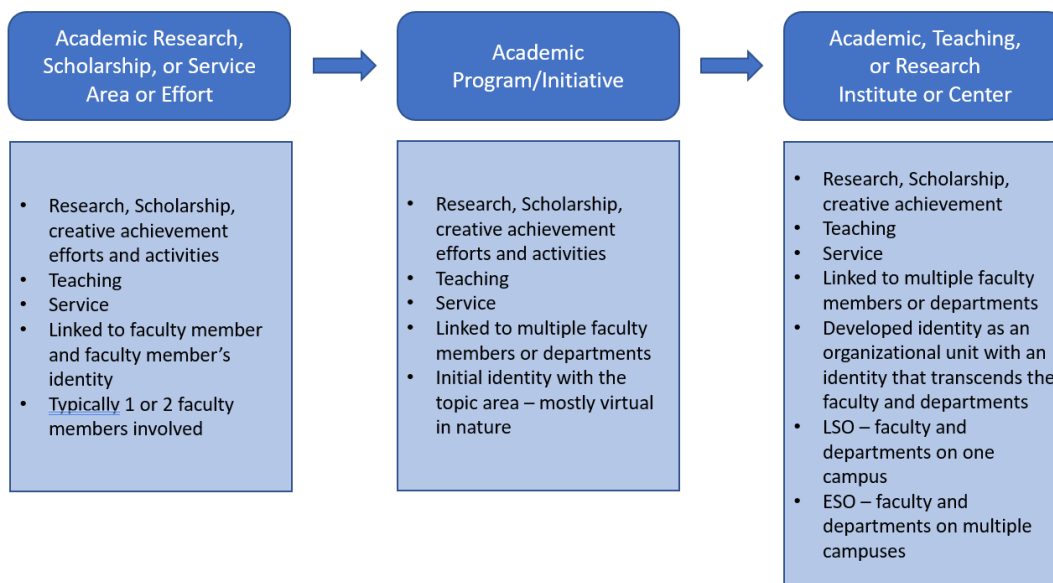 Academic Research,
Scholarship, or Service
Area or Effort
Academic
Program/Initiative
Academic, Teaching,
or Research
Institute or Center
• Research, Scholarship,
creative achievement
efforts and activities
• Teaching
• Service
• Linked to faculty member
and faculty member’s
identity
• Typically 1 or 2 faculty
members involved
• Research, Scholarship,
creative achievement
efforts and activities
• Teaching
• Service
• Linked to multiple faculty
members or departments
• Initial identity with the
topic area – mostly virtual
in nature
• Research, Scholarship,
creative achievement
• Teaching
• Service
• Linked to multiple faculty
members or departments
• Developed identity as an
organizational unit with an
identity that transcends the
faculty and departments
• LSO – faculty and
departments on one
campus
• ESO – faculty and
departments on multiple
campuses